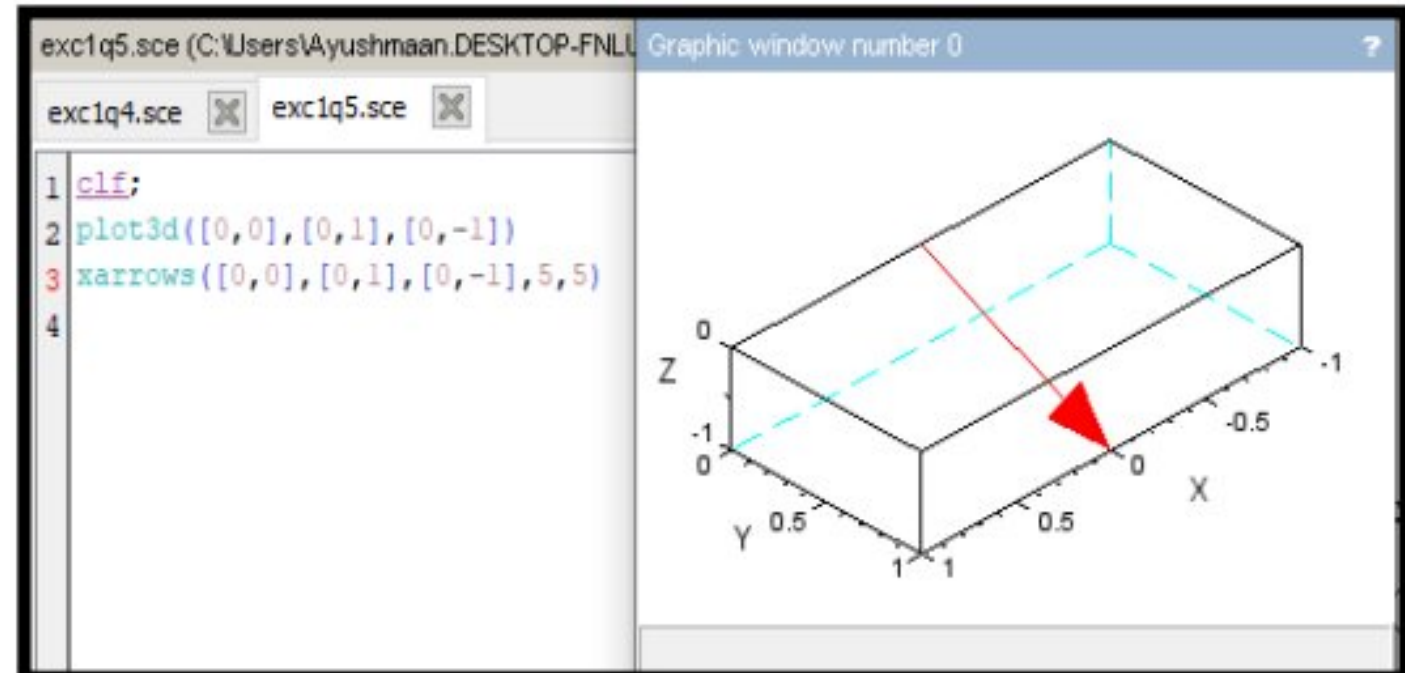 exc1q5.sce (C:\Users\Ayushmaan.DESKTOP-FNLU
exc1q4.sce exc1q5.sce
1 clf;
2 plot3d([0,0],[0,1],[0,-1])
3 xarrows([0,0],[0,1],[0,-1],5,5)
4
Graphic window number 0 ?
0
Z
-1
0
Y 0.5
1
1
0.5
0
X
-0.5
-1